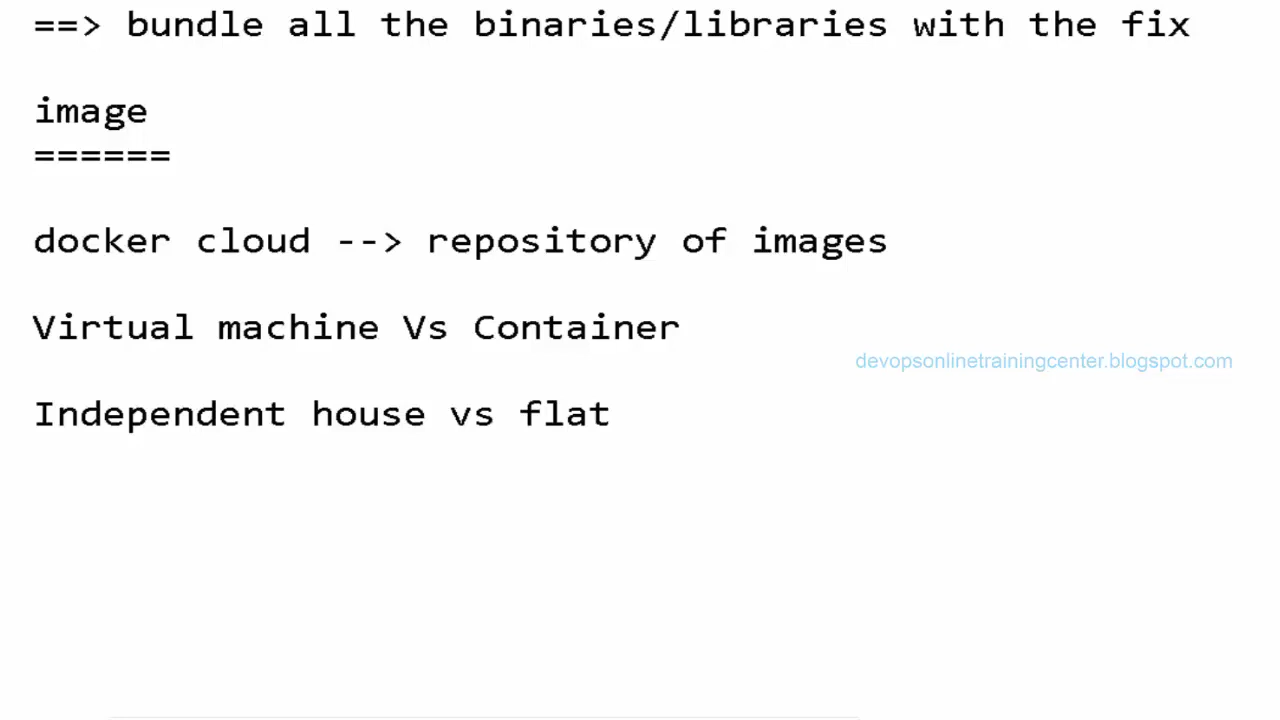 ==> bundle all the binaries/libraries with the fix
image
======
docker cloud --> repository of images
Virtual machine Vs Container
devopsonlinetrainingcenter.blogspot.com
Independent house vs flat